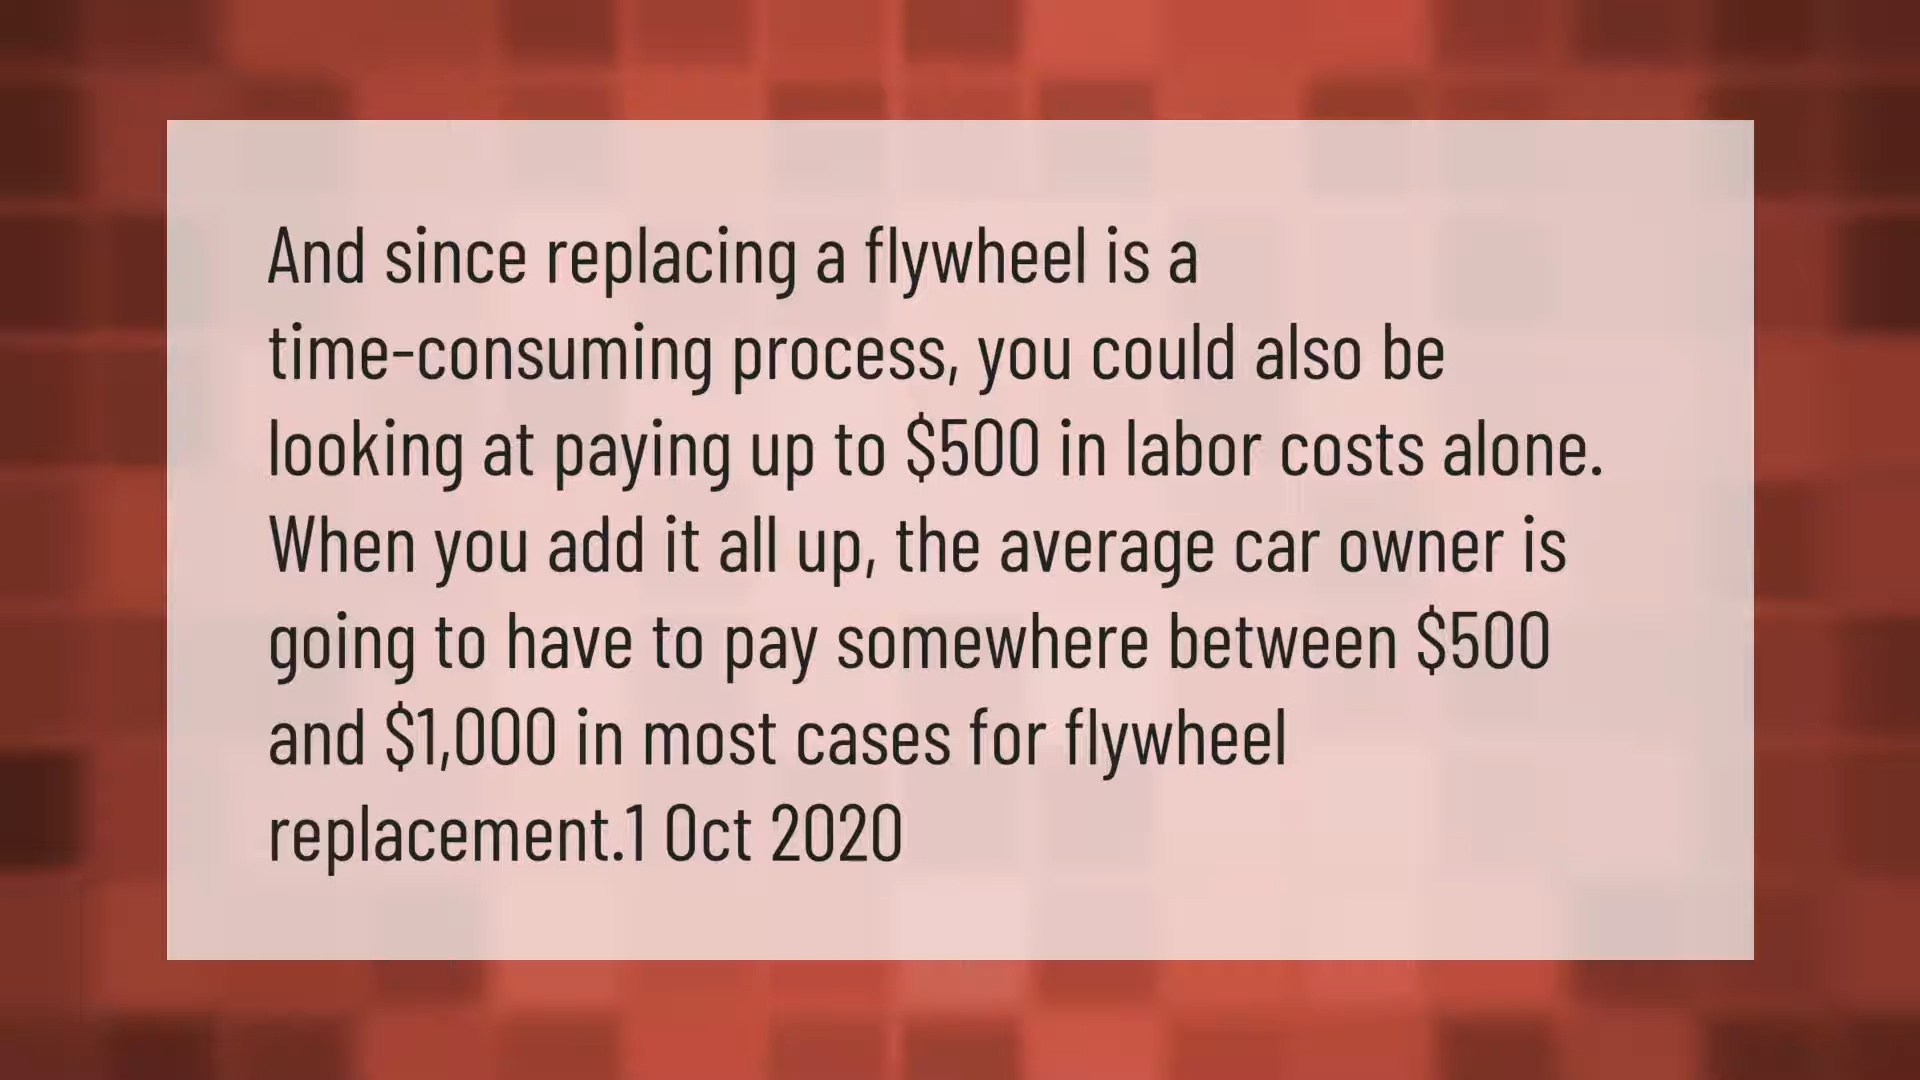 And since replacing a flywheel is a
time-consuming process, you could also be
looking at paying up to $500 in labor costs alone.
When you add it all up, the average car owner is
going to have to pay somewhere between $500
and $1,000 in most cases for flywheel
replacement.1 Oct 2020